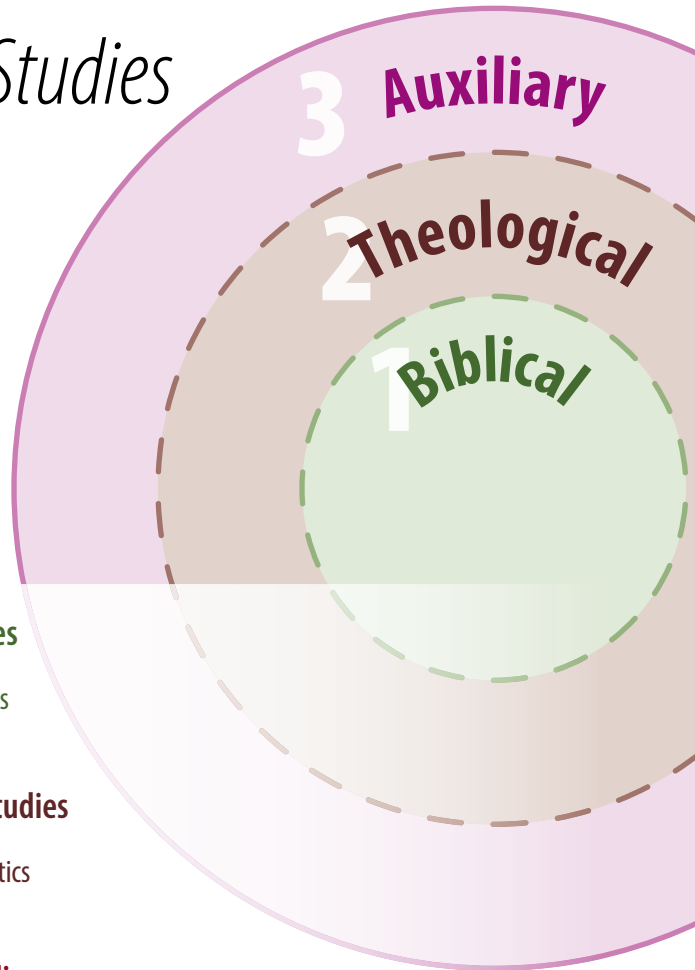 Studies
3 Auxiliary
2 Theological
1 Biblical
es
s
tudies
tics